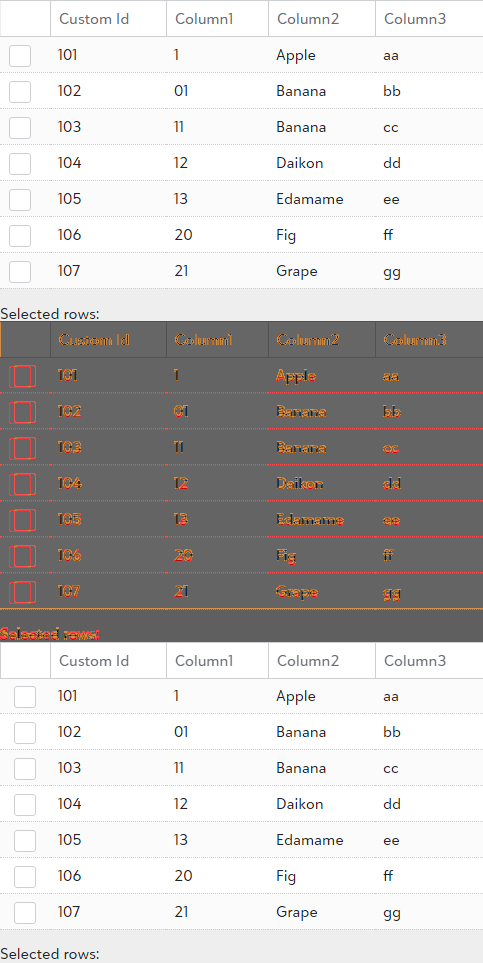 Custom Id Column1 Column2 Column3
101 1 Apple aa
102 01 Banana bb
103 11 Banana cc
104 12 Daikon dd
105 13 Edamame ee
106 20 Fig ff
107 21 Grape gg
Selected rows:
Custom Id Column1 Column2 Column3
101 1 Apple aa
102 01 Banana bb
103 11 Banana cc
104 12 Daikon dd
105 13 Edamame ee
106 20 Fig ff
107 21 Grape gg
Selected rows:
Custom Id Column1 Column2 Column3
101 1 Apple aa
102 01 Banana bb
103 11 Banana cc
104 12 Daikon dd
105 13 Edamame ee
106 20 Fig ff
107 21 Grape gg
Selected rows: